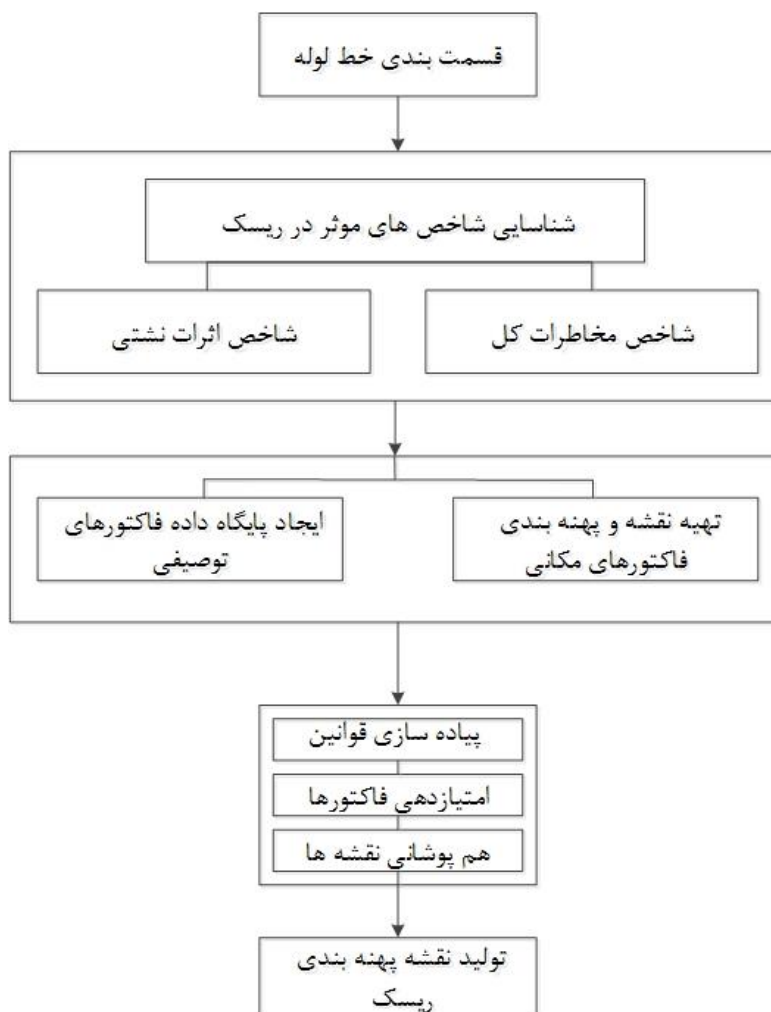 قسمت بندی خط لوله
شناسایی شاخص های موثر در ریسک
شاخص مخاطرات کل
شاخص اثرات نشتی
تهیه نقشه و پهنه بندی
فاکتورهای مکانی
ایجاد پایگاه داده فاکتورهای
توصیفی
پیاده سازی قوانین
امتیازدهی فاکتورها
هم پوشانی نقشه ها
تولید نقشه پهنه بندی
ریسک